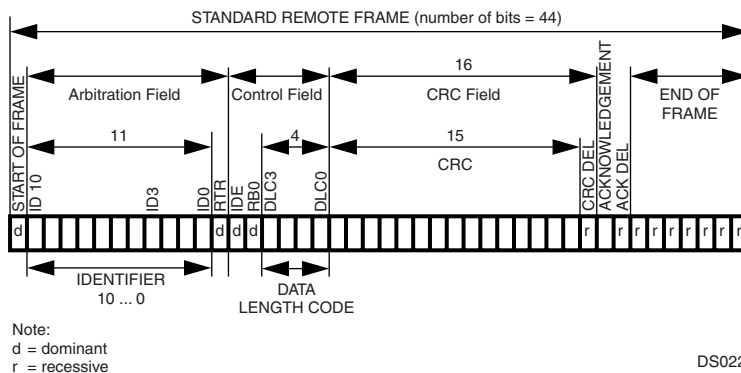 STANDARD REMOTE FRAME (number of bits = 44)
16
Arbitration Field
Control Field
CRC Field
END OF
FRAME
11
4
15
CRC
START OF FRAME
ID 10
ID3
ID0
RTR
IDE
RB0
DLC3
DLC0
CRC DEL
ACKNOWLEDGEMENT
ACK DEL
d d d d r r r r r r r r r
IDENTIFIER
10 ... 0
DATA
LENGTH CODE
Note:
d = dominant
r = recessive
DS022